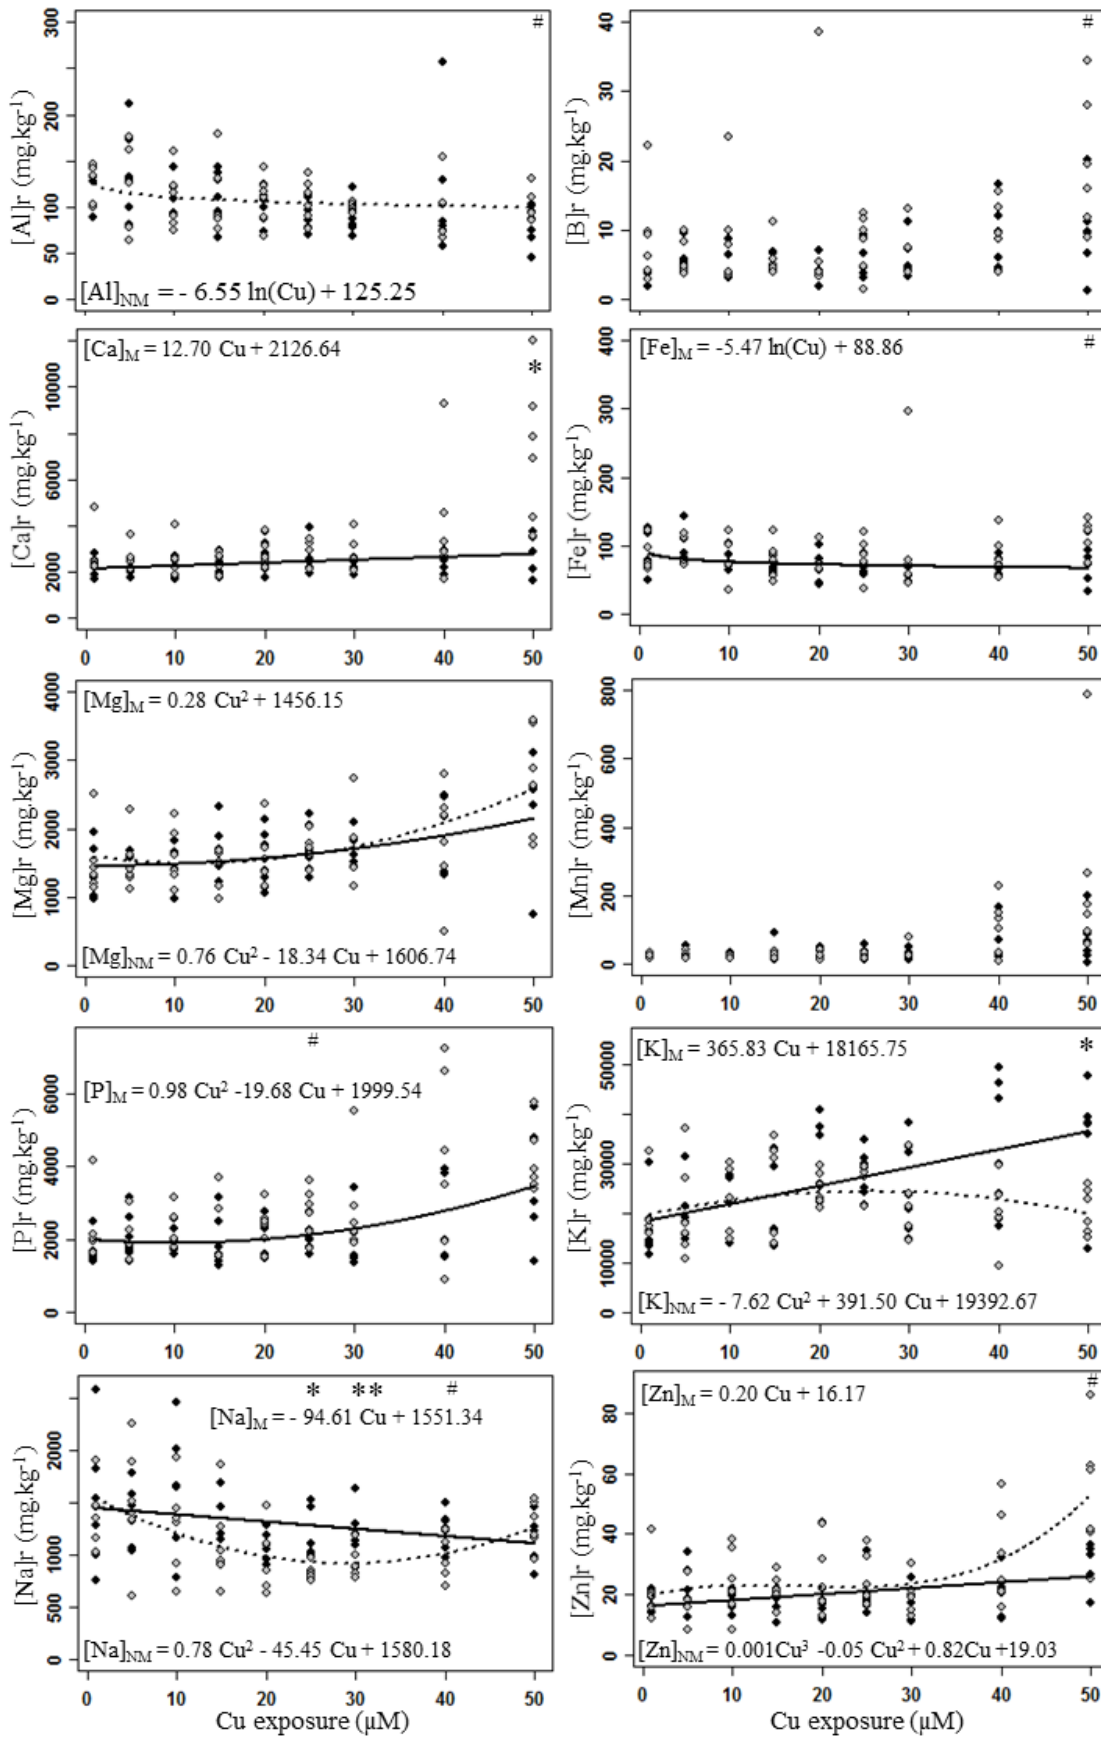 #
[Al]r (mg.kg⁻¹)
300
200
100
50
0
[Al]NM = - 6.55 ln(Cu) + 125.25
#
[B]r (mg.kg⁻¹)
40
30
20
10
0
[Ca]M = 12.70 Cu + 2126.64
*
[Ca]r (mg.kg⁻¹)
10000
6000
2000
0
0 10 20 30 40 50
[Fe]M = -5.47 ln(Cu) + 88.86
#
[Fe]r (mg.kg⁻¹)
400
300
200
100
0
0 10 20 30 40 50
[Mg]M = 0.28 Cu² + 1456.15
[Mg]r (mg.kg⁻¹)
4000
3000
2000
1000
0
[Mg]NM = 0.76 Cu² - 18.34 Cu + 1606.74
0 10 20 30 40 50
[Mn]r (mg.kg⁻¹)
800
600
400
200
0
0 10 20 30 40 50
#
[P]M = 0.98 Cu² -19.68 Cu + 1999.54
[P]r (mg.kg⁻¹)
6000
4000
2000
0
0 10 20 30 40 50
[K]M = 365.83 Cu + 18165.75
*
[K]r (mg.kg⁻¹)
50000
30000
10000
0
[K]NM = - 7.62 Cu² + 391.50 Cu + 19392.67
0 10 20 30 40 50
* ** #
[Na]M = - 94.61 Cu + 1551.34
[Na]r (mg.kg⁻¹)
2000
1000
500
0
[Na]NM = 0.78 Cu² - 45.45 Cu + 1580.18
0 10 20 30 40 50
Cu exposure (µM)
#
[Zn]M = 0.20 Cu + 16.17
[Zn]r (mg.kg⁻¹)
80
60
40
20
0
[Zn]NM = 0.001Cu³ -0.05 Cu² + 0.82Cu +19.03
0 10 20 30 40 50
Cu exposure (µM)